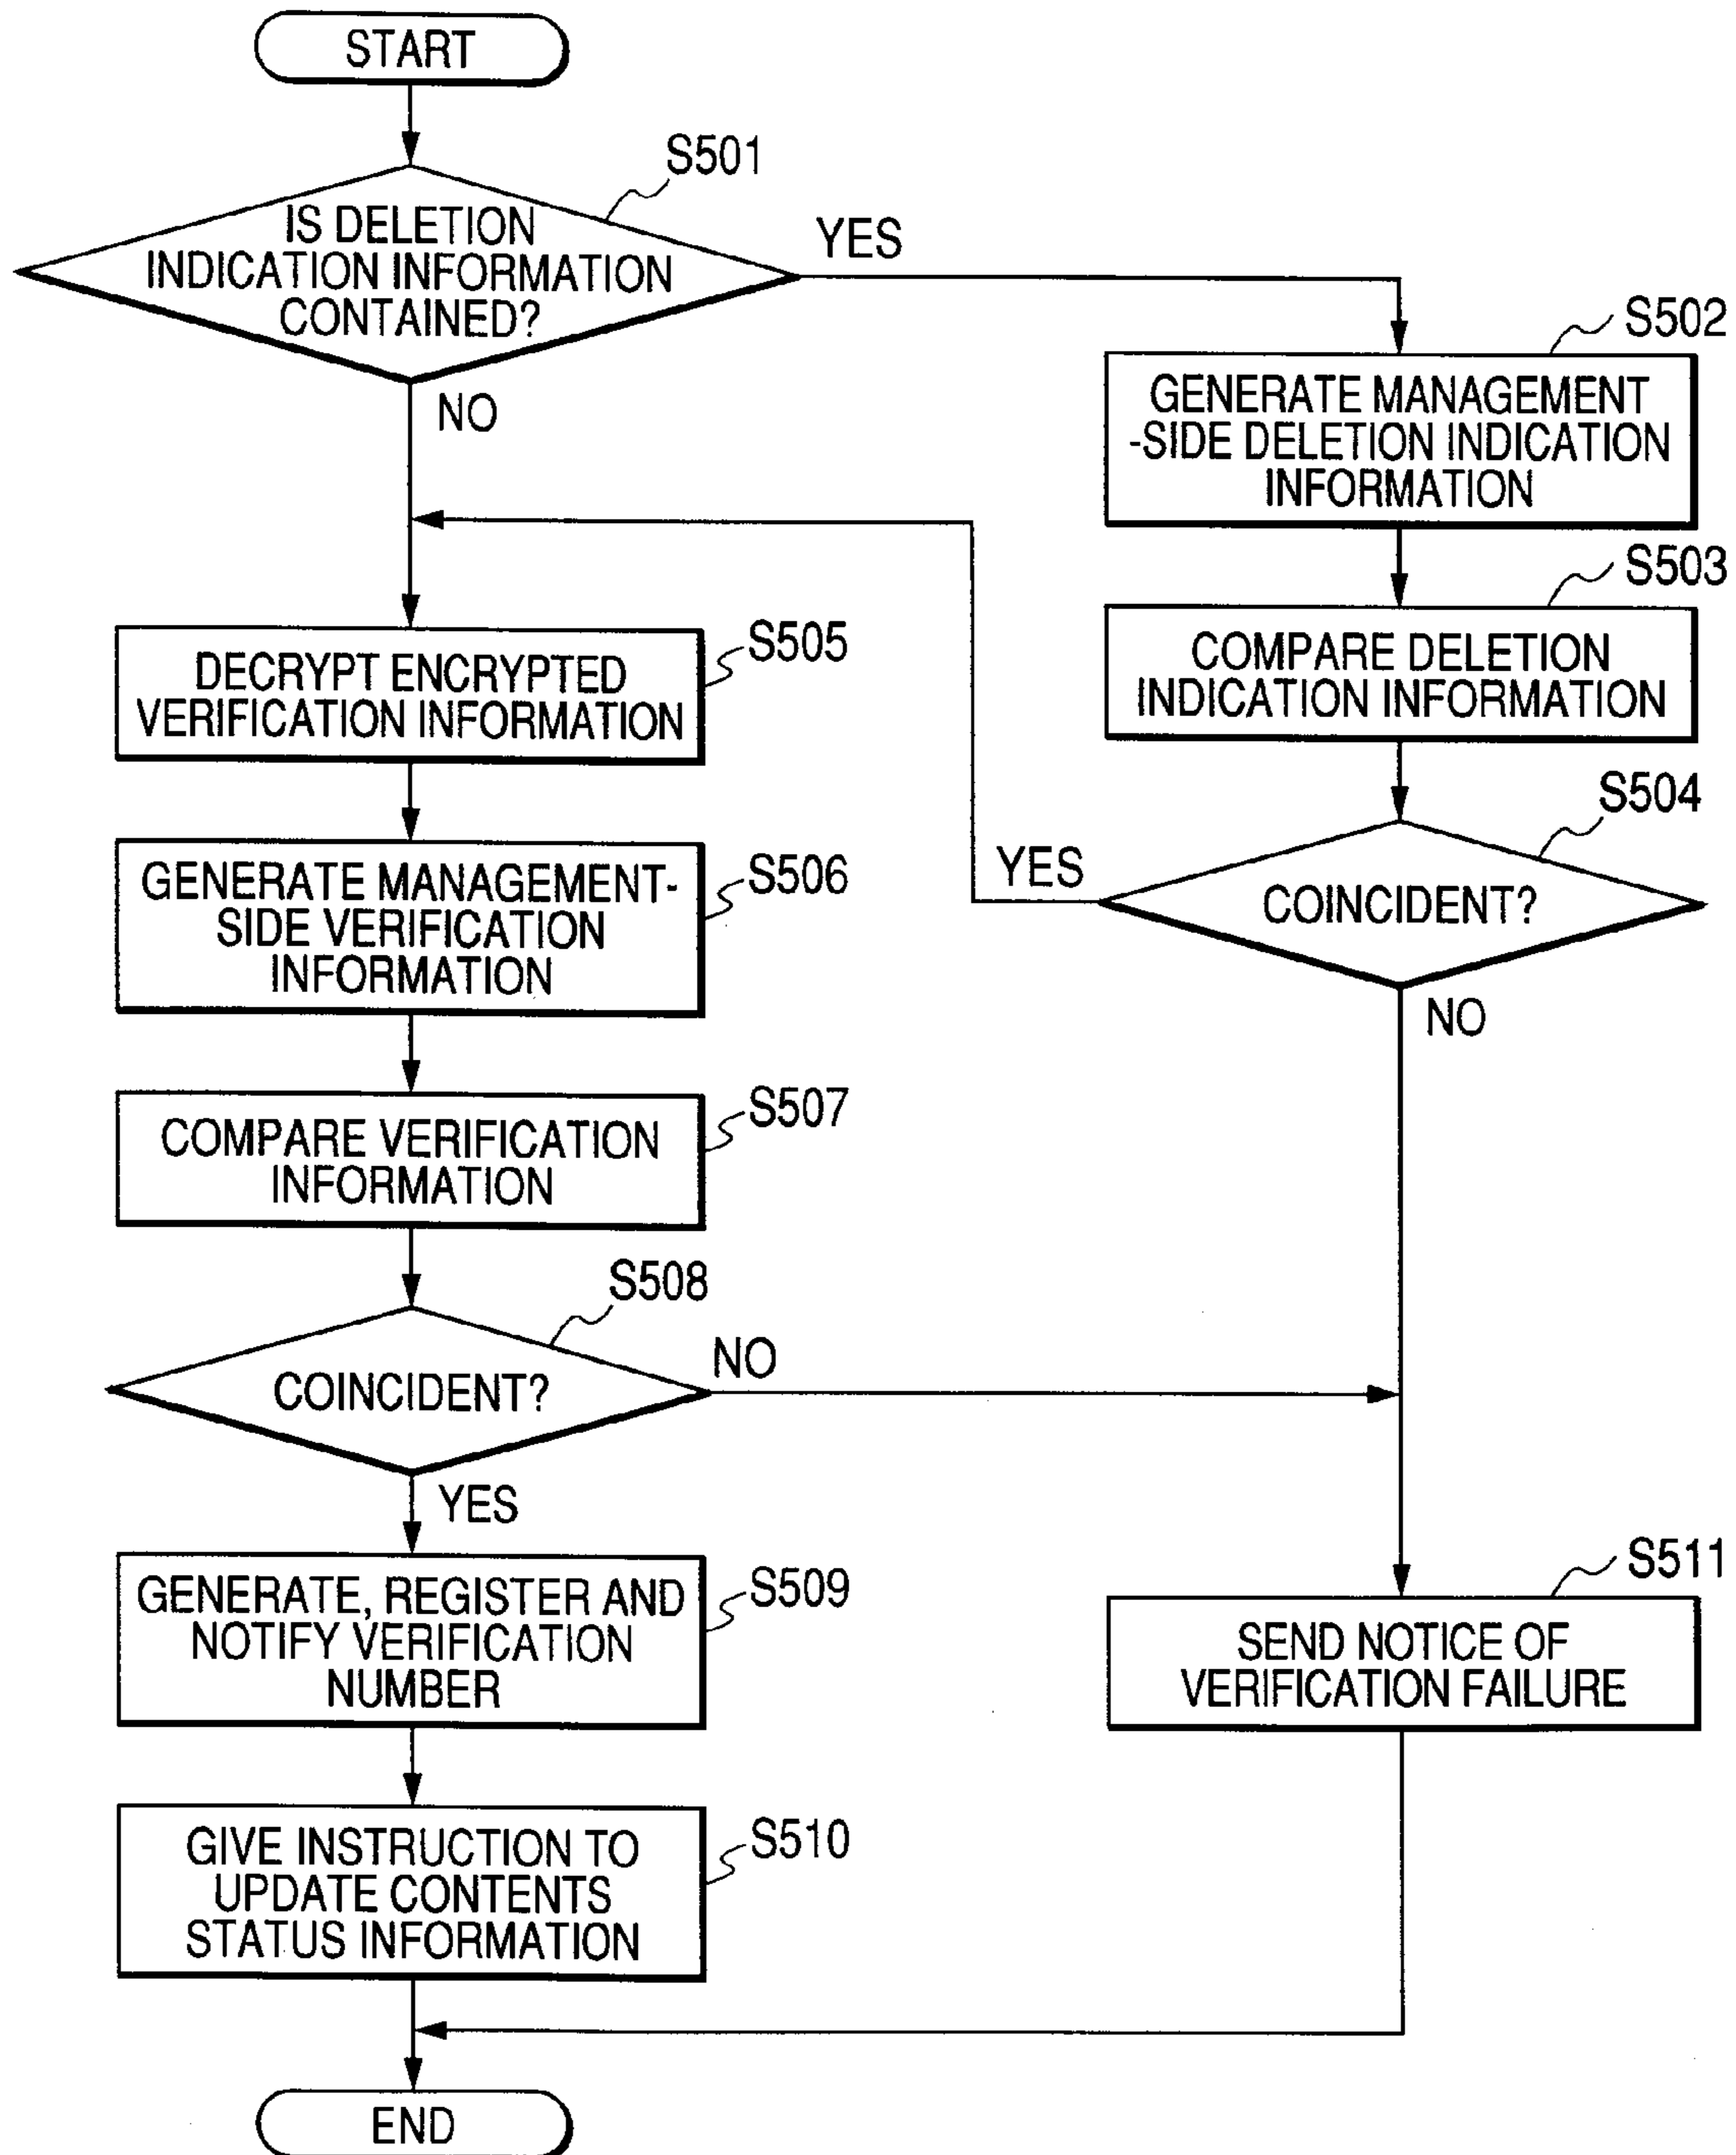 START
S501
IS DELETION
INDICATION INFORMATION
CONTAINED?
YES
NO
S502
GENERATE MANAGEMENT
-SIDE DELETION INDICATION
INFORMATION
S503
COMPARE DELETION
INDICATION INFORMATION
S504
COINCIDENT?
YES
NO
S505
DECRYPT ENCRYPTED
VERIFICATION INFORMATION
S506
GENERATE MANAGEMENT-
SIDE VERIFICATION
INFORMATION
S507
COMPARE VERIFICATION
INFORMATION
S508
COINCIDENT?
NO
YES
S509
GENERATE, REGISTER AND
NOTIFY VERIFICATION
NUMBER
S510
GIVE INSTRUCTION TO
UPDATE CONTENTS
STATUS INFORMATION
S511
SEND NOTICE OF
VERIFICATION FAILURE
END